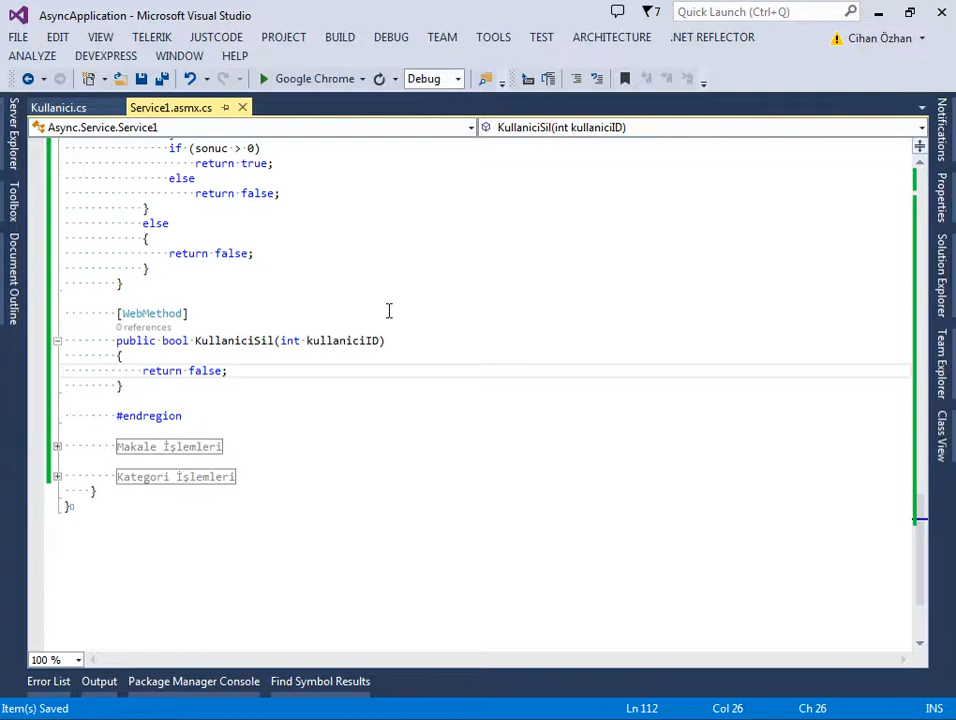 AsyncApplication - Microsoft Visual Studio
7
Quick Launch (Ctrl+Q)
FILE EDIT VIEW TELERIK JUSTCODE PROJECT BUILD DEBUG TEAM TOOLS TEST ARCHITECTURE .NET REFLECTOR
Cihan Özhan
ANALYZE DEVEXPRESS WINDOW HELP
Google Chrome
Debug
Kullanici.cs
Service1.asmx.cs
Async.Service.Service1
KullaniciSil(int kullaniciID)
Server Explorer
Toolbox
Document Outline
if (sonuc > 0)
return true;
else
return false;
}
else
{
return false;
}
}
[WebMethod]
0 references
public bool KullaniciSil(int kullaniciID)
{
return false;
}
#endregion
Makale İşlemleri
Kategori İşlemleri
}
}
Notifications
Properties
Solution Explorer
Team Explorer
Class View
100 %
Error List Output Package Manager Console Find Symbol Results
Item(s) Saved
Ln 112 Col 26 Ch 26 INS